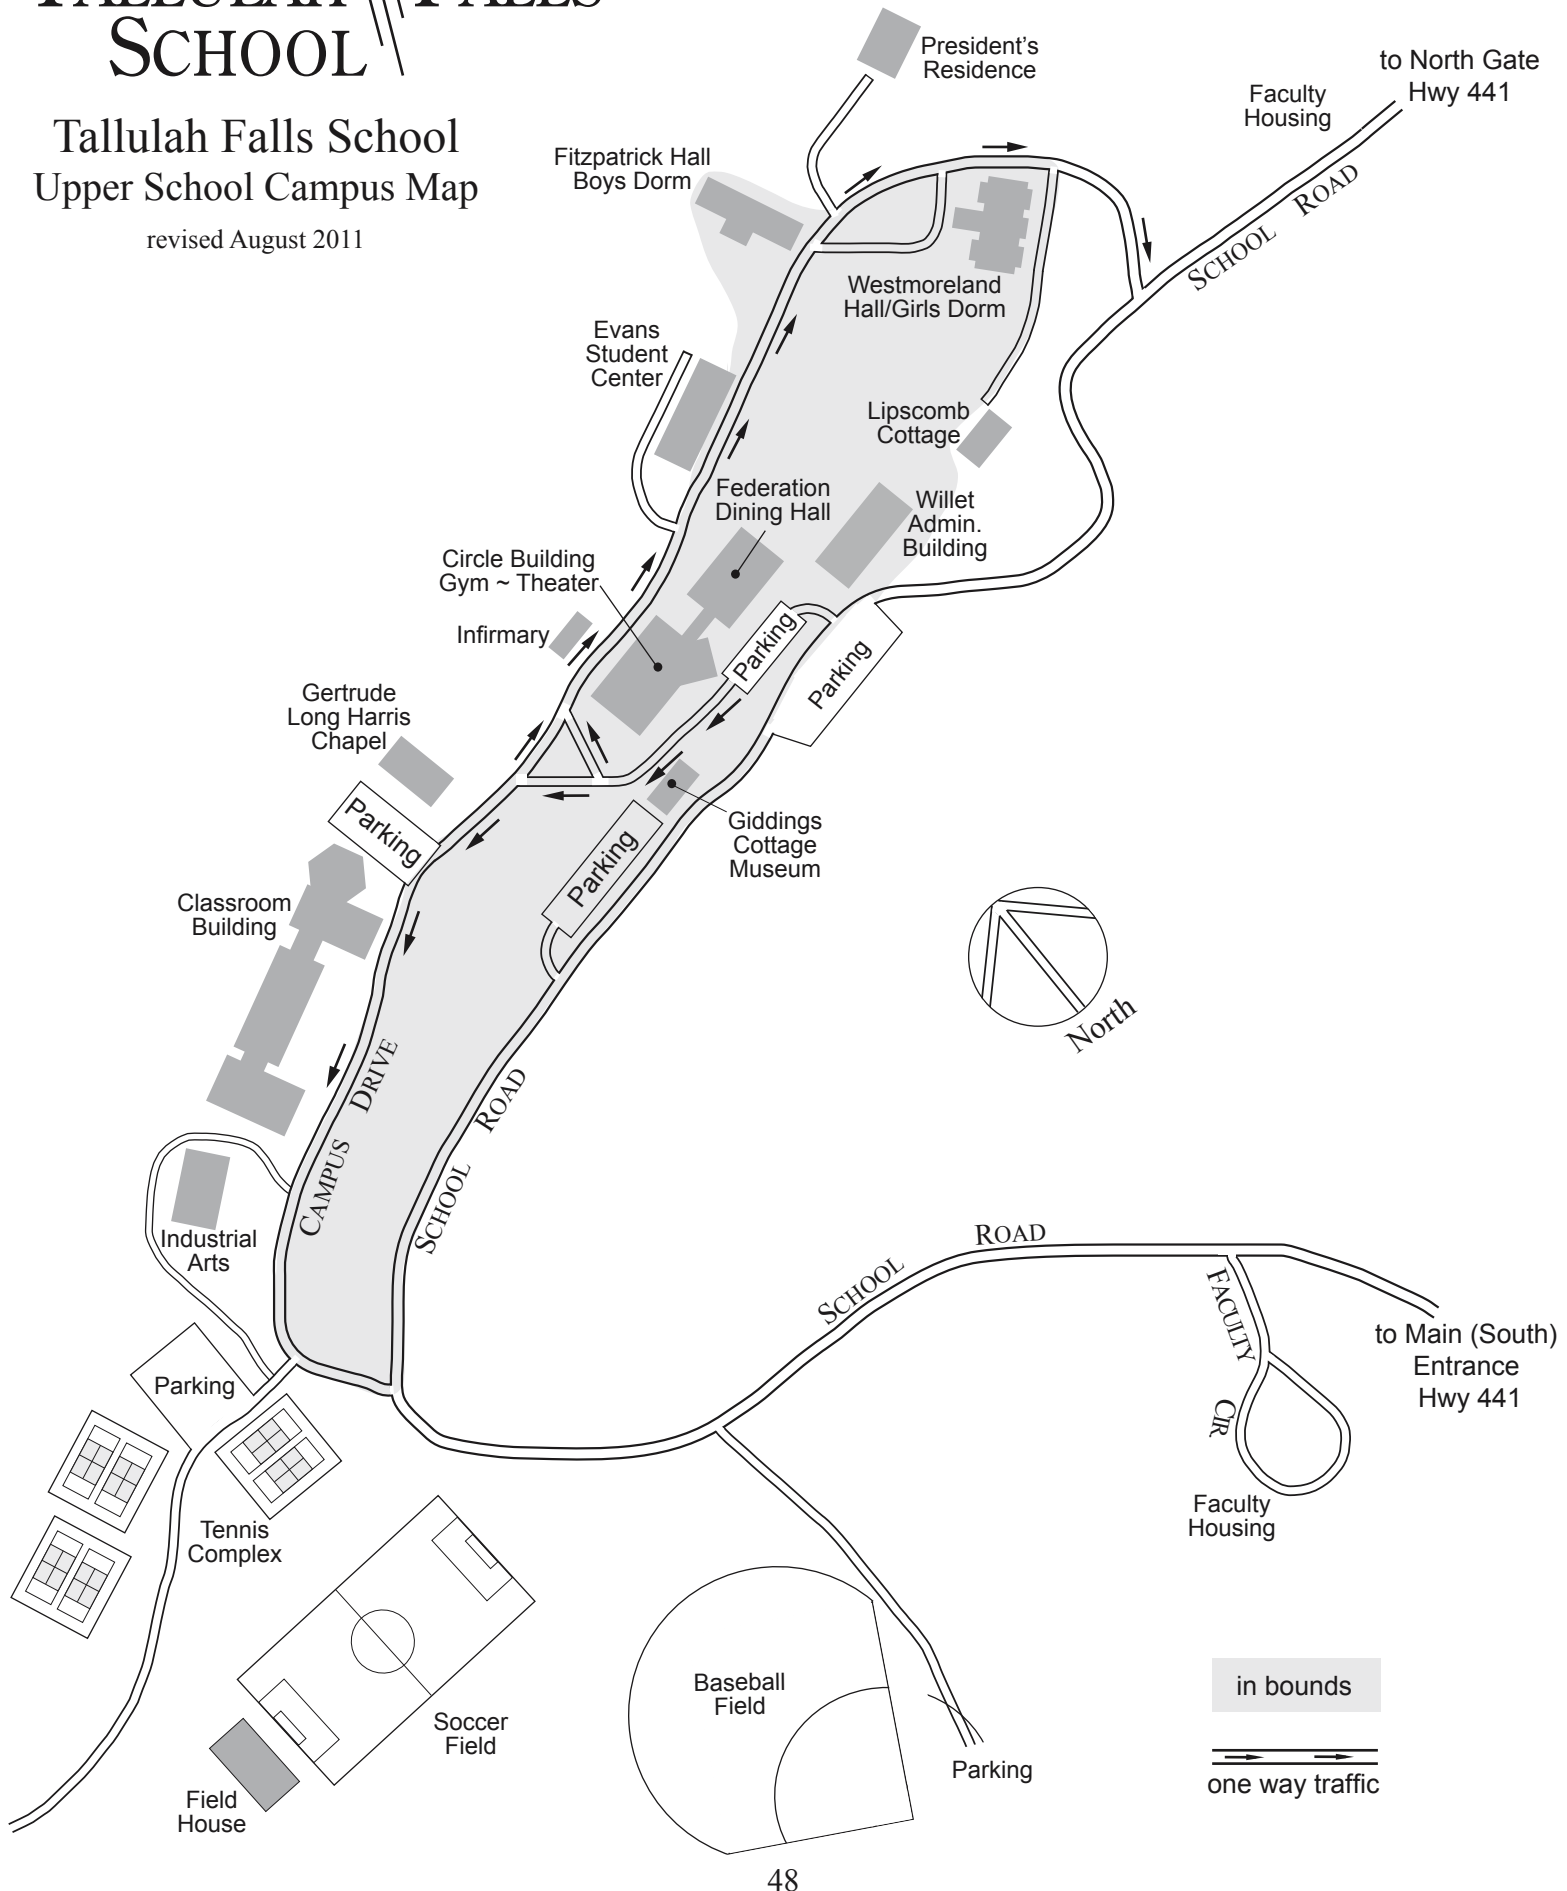 TALLULAH FALLS
SCHOOL
Tallulah Falls School
Upper School Campus Map
revised August 2011
President's
Residence
to North Gate
Hwy 441
Faculty
Housing
SCHOOL ROAD
Fitzpatrick Hall
Boys Dorm
Westmoreland
Hall/Girls Dorm
Evans
Student
Center
Lipscomb
Cottage
Federation
Dining Hall
Willet
Admin.
Building
Circle Building
Gym ~ Theater
Infirmary
Parking
Parking
Gertrude
Long Harris
Chapel
Parking
Giddings
Cottage
Museum
Parking
Classroom
Building
North
CAMPUS DRIVE
SCHOOL ROAD
Industrial
Arts
SCHOOL ROAD
FACULTY
CIR.
to Main (South)
Entrance
Hwy 441
Parking
Faculty
Housing
Tennis
Complex
Baseball
Field
in bounds
Soccer
Field
Parking
one way traffic
Field
House
48